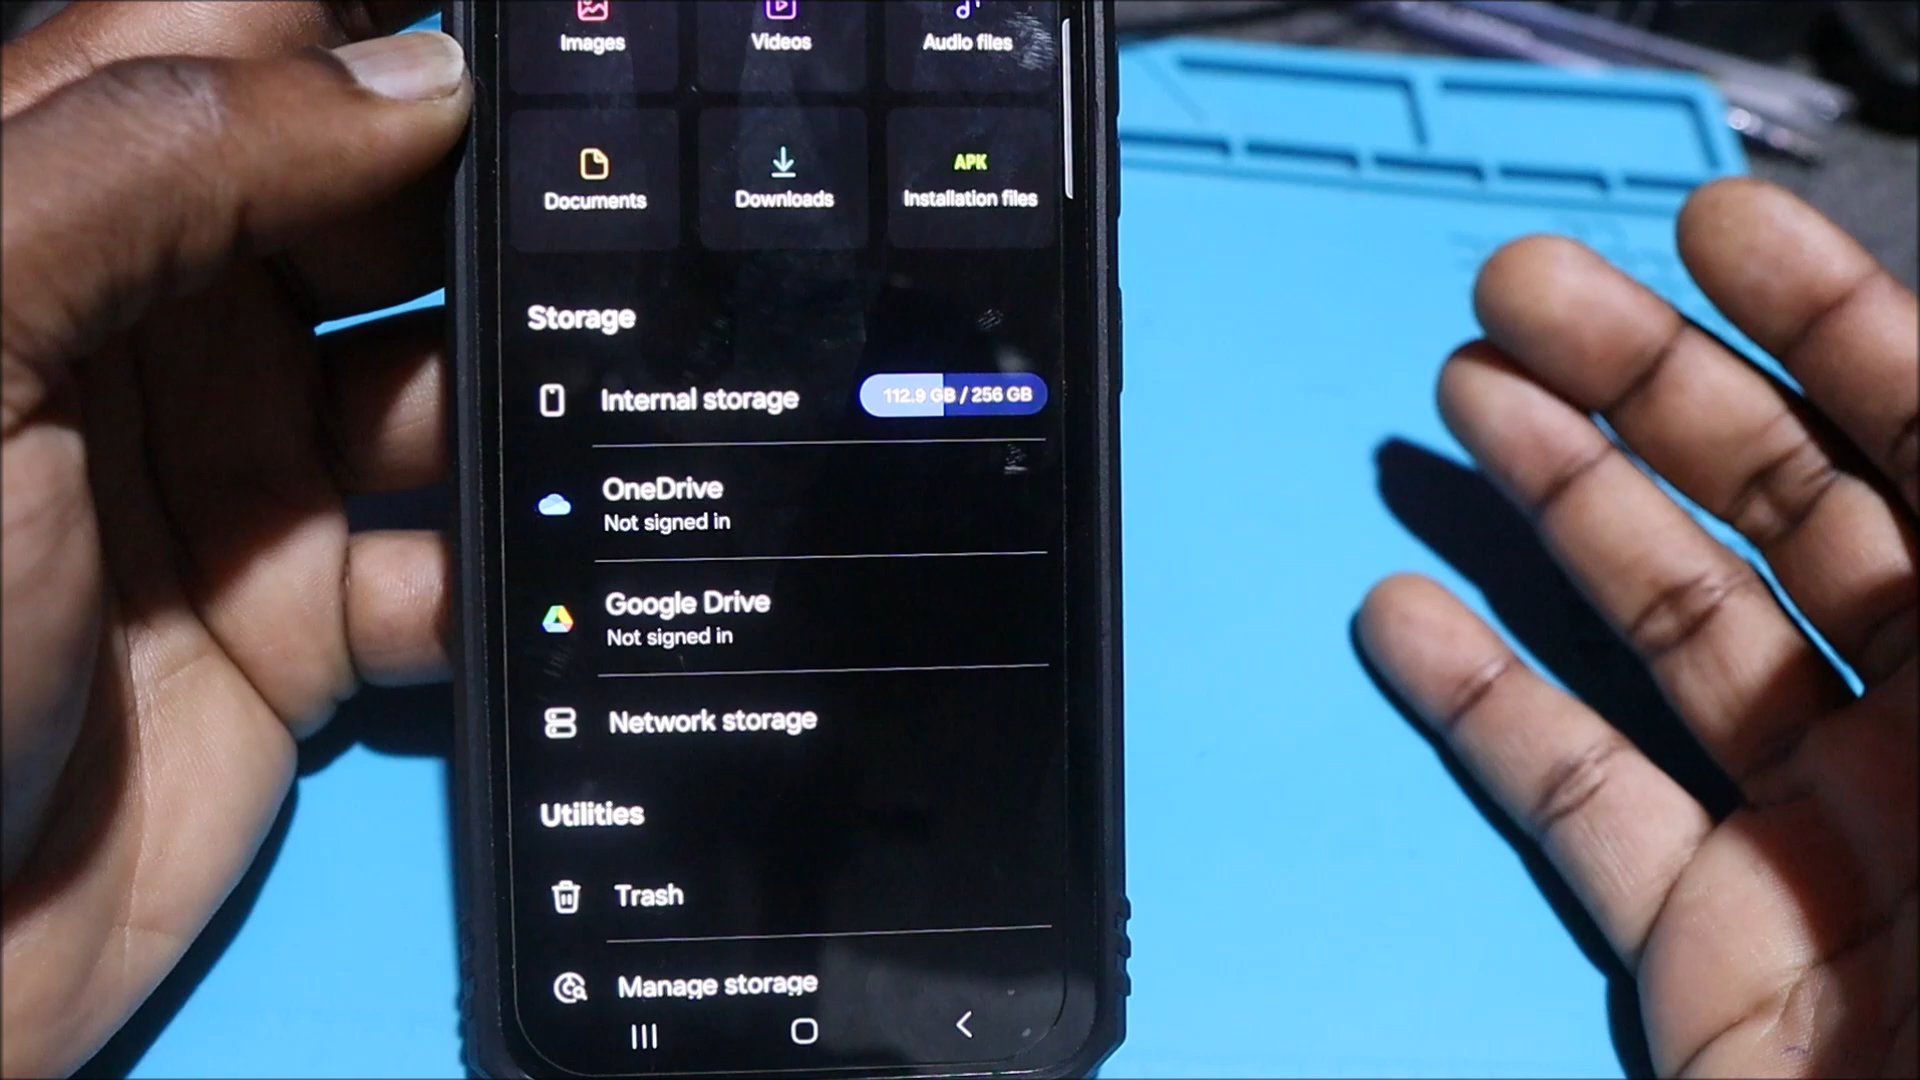 Images
Videos
Audio files
Documents
Downloads
APK
Installation files
Storage
Internal storage
112.9 GB / 256 GB
OneDrive
Not signed in
Google Drive
Not signed in
Network storage
Utilities
Trash
Manage storage